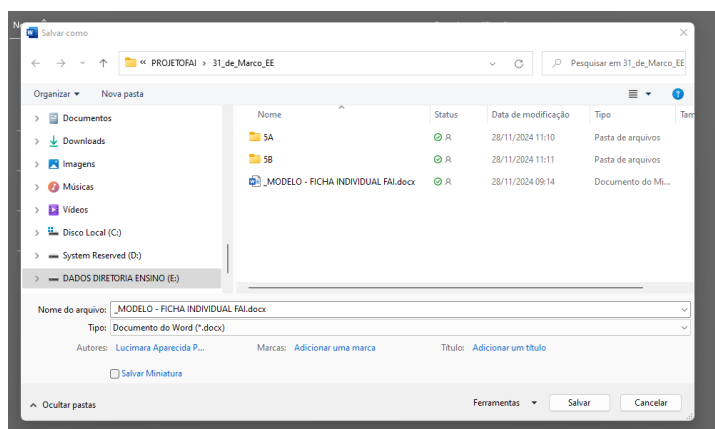 Salvar como
« PROJETOFAI > 31_de_Marco_EE
Pesquisar em 31_de_Marco_EE
Organizar Nova pasta
Nome Status Data de modificação Tipo Tam
Documentos
5A 28/11/2024 11:10 Pasta de arquivos
Downloads
5B 28/11/2024 11:11 Pasta de arquivos
Imagens
_MODELO - FICHA INDIVIDUAL FAI.docx 28/11/2024 09:14 Documento do Mi...
Músicas
Vídeos
Disco Local (C:)
System Reserved (D:)
DADOS DIRETORIA ENSINO (E:)
Nome do arquivo: _MODELO - FICHA INDIVIDUAL FAI.docx
Tipo: Documento do Word (*.docx)
Autores: Lucimara Aparecida P... Marcas: Adicionar uma marca Título: Adicionar um título
Salvar Miniatura
Ocultar pastas Ferramentas Salvar Cancelar